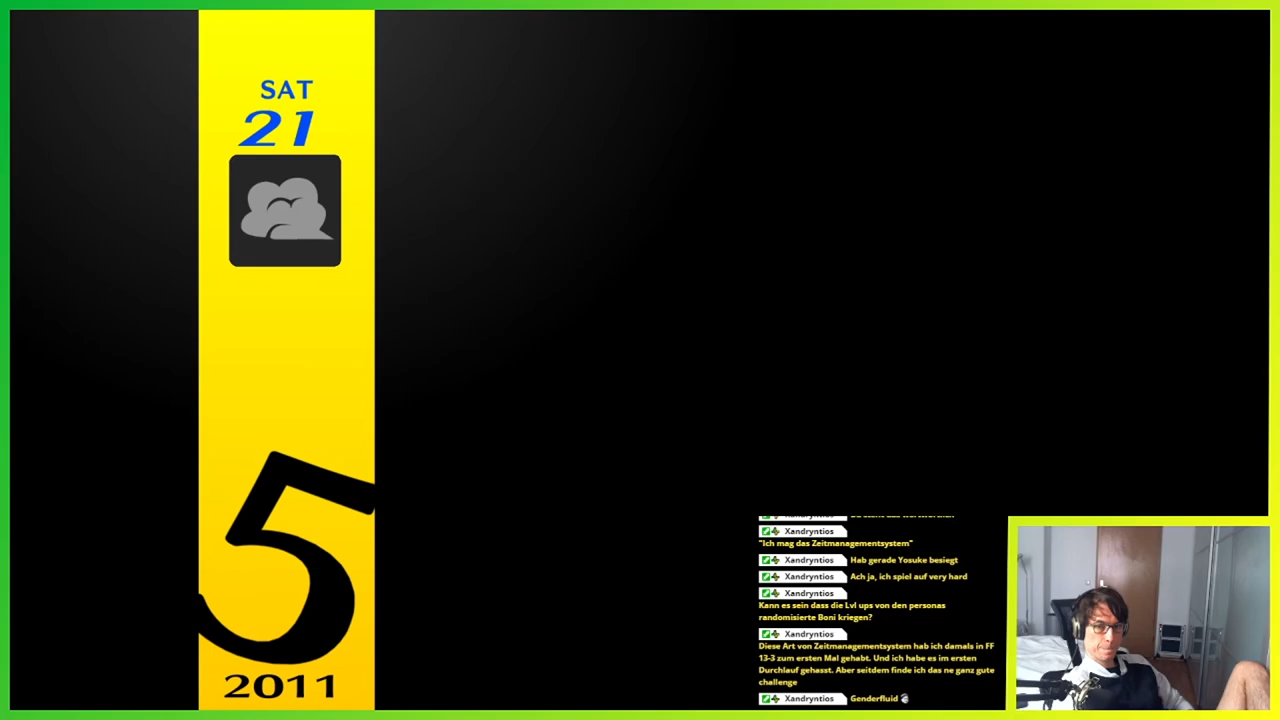 SAT
21
5
2011
Xandryntios
Xandryntios
"Ich mag das Zeitmanagementsystem"
Xandryntios Hab gerade Yosuke besiegt
Xandryntios Ach ja, ich spiel auf very hard
Xandryntios
Kann es sein dass die Lvl ups von den personas
randomisierte Boni kriegen?
Xandryntios
Diese Art von Zeitmanagementsystem hab ich damals in FF
13-3 zum ersten Mal gehabt. Und ich habe es im ersten
Durchlauf gehasst. Aber seitdem finde ich das ne ganz gute
challenge
Xandryntios Genderfluid